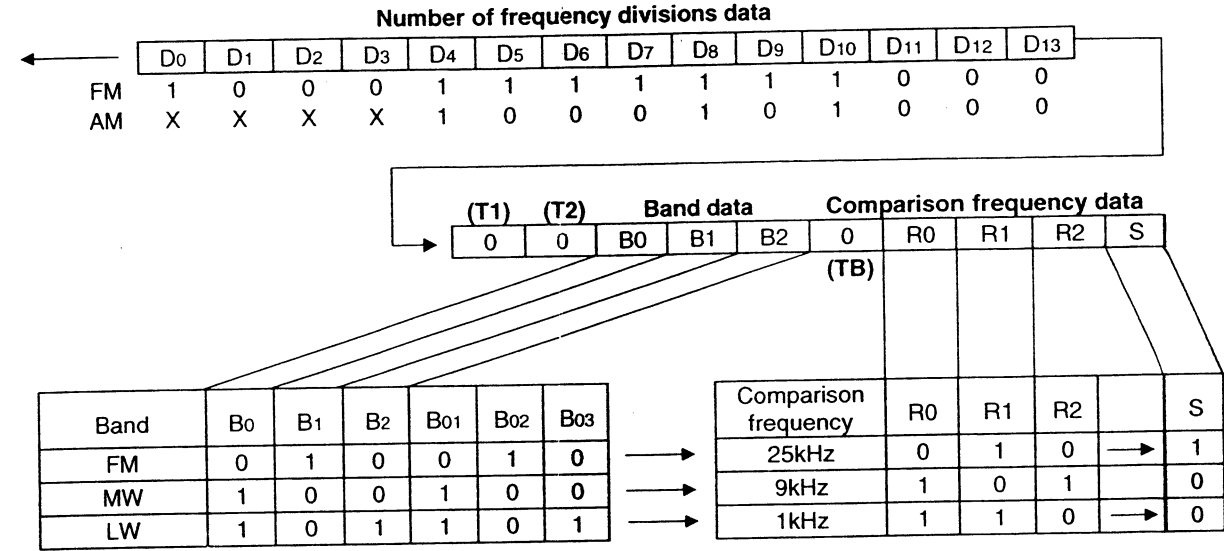 Number of frequency divisions data
D0 D1 D2 D3 D4 D5 D6 D7 D8 D9 D10 D11 D12 D13
FM 1 0 0 0 1 1 1 1 1 1 1 0 0 0
AM X X X X 1 0 0 0 1 0 1 0 0 0
(T1) (T2) Band data Comparison frequency data
0 0 B0 B1 B2 0 R0 R1 R2 S
(TB)
Band B0 B1 B2 B01 B02 B03
FM 0 1 0 0 1 0
MW 1 0 0 1 0 0
LW 1 0 1 1 0 1
Comparison
frequency R0 R1 R2 S
25kHz 0 1 0 1
9kHz 1 0 1 0
1kHz 1 1 0 0